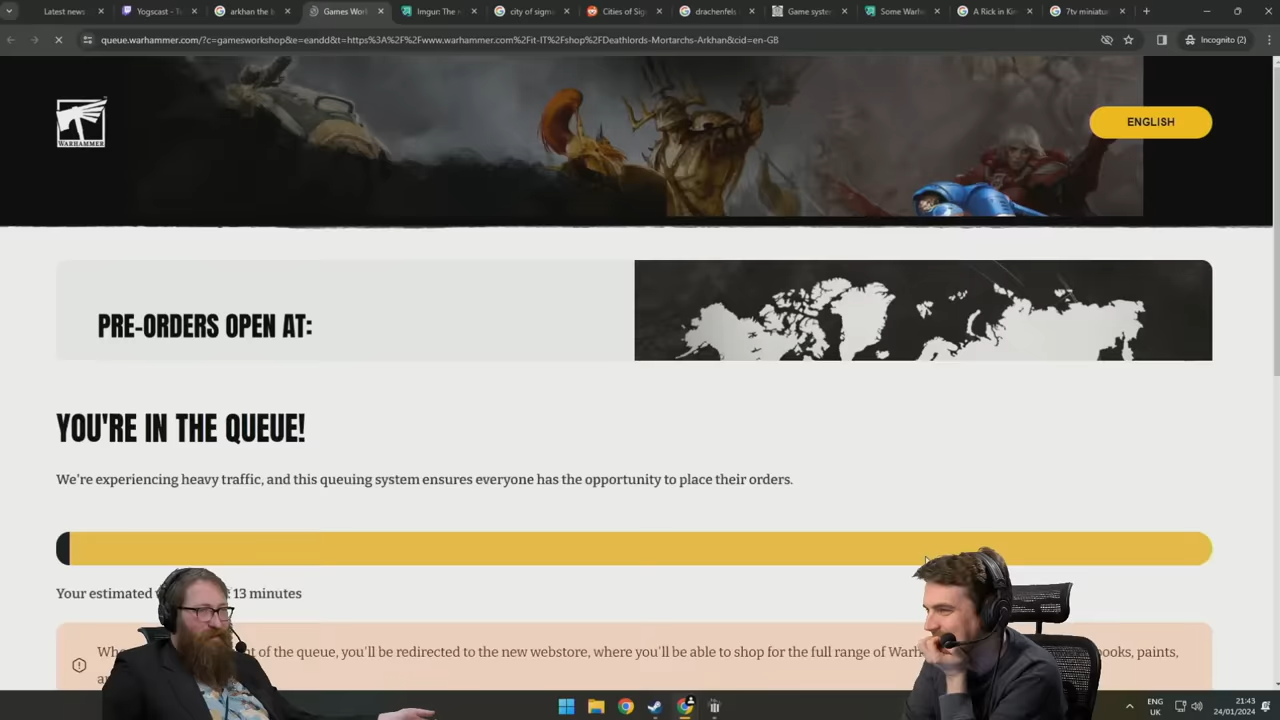 Latest news
Yogscast - T
arkhan the l
Games Wor
Imgur: The
city of sigm
Cities of Sig
drachenfels
Game system
Some Warh
A Rick in Kin
7tv miniatu
queue.warhammer.com/?c=gamesworkshop&e=eandd&t=https%3A%2F%2Fwww.warhammer.com%2Fit-IT%2Fshop%2FDeathlords-Mortarchs-Arkhan&cid=en-GB
Incognito (2)
WARHAMMER
ENGLISH
PRE-ORDERS OPEN AT:
YOU'RE IN THE QUEUE!
We're experiencing heavy traffic, and this queuing system ensures everyone has the opportunity to place their orders.
Your estimated : 13 minutes
of the queue, you'll be redirected to the new webstore, where you'll be able to shop for the full range of books, paints,
ENG
UK
21:43
24/01/2024